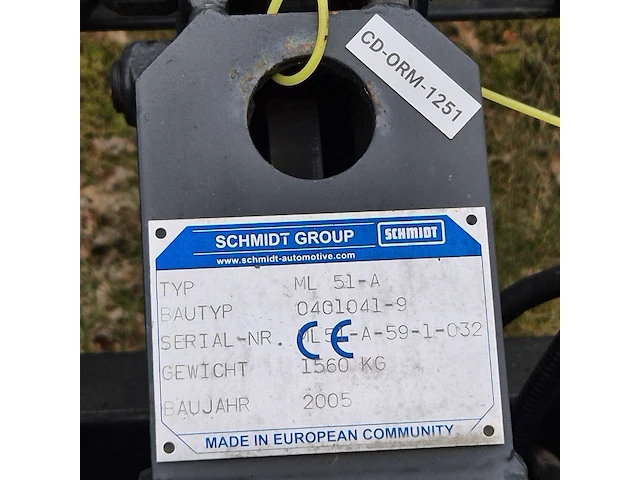 CD-ORM-1251
SCHMIDT GROUP SCHMIDT
www.schmidt-automotive.com
TYP ML 51-A
BAUTYP 0401041-9
SERIAL-NR. ML51-A-59-1-032
CE
GEWICHT 1560 KG
BAUJAHR 2005
MADE IN EUROPEAN COMMUNITY